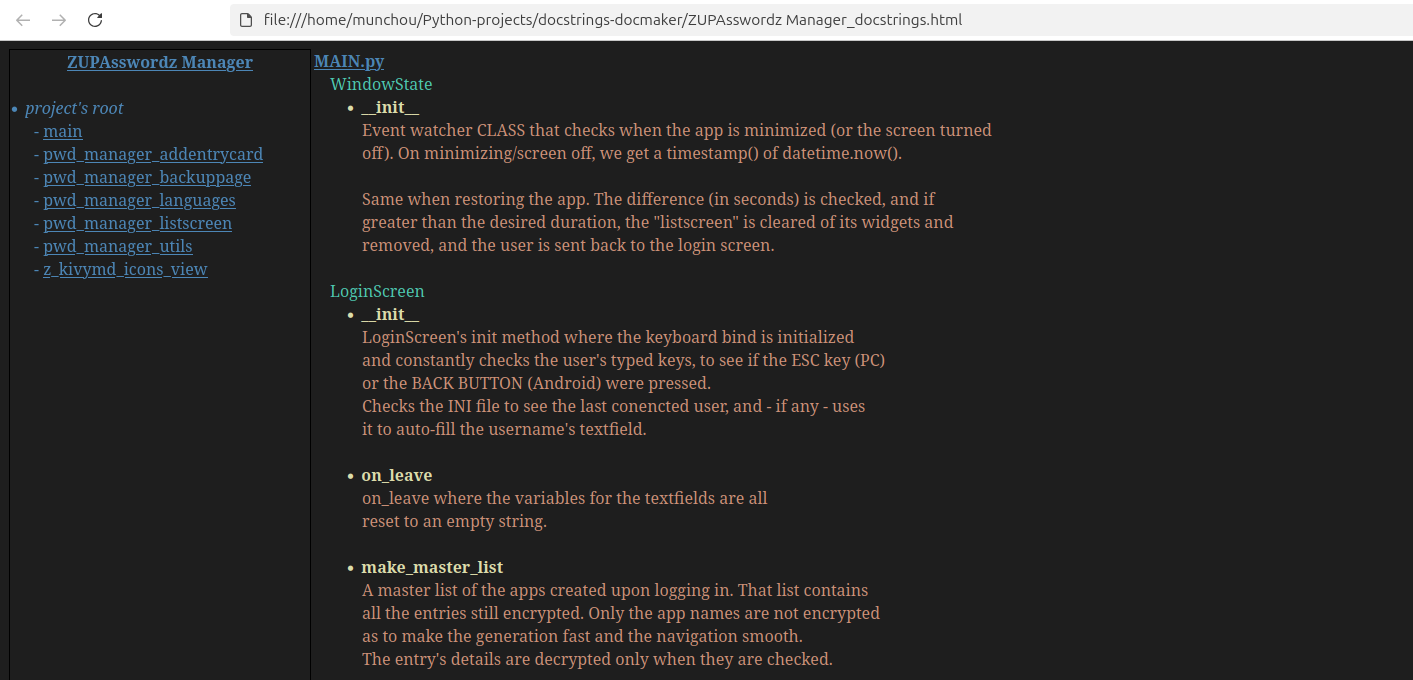 file:///home/munchou/Python-projects/docstrings-docmaker/ZUPAsswordz Manager_docstrings.html
ZUPAsswordz Manager
• project's root
- main
- pwd_manager_addentrycard
- pwd_manager_backuppage
- pwd_manager_languages
- pwd_manager_listscreen
- pwd_manager_utils
- z_kivymd_icons_view
MAIN.py
WindowState
• __init__
Event watcher CLASS that checks when the app is minimized (or the screen turned
off). On minimizing/screen off, we get a timestamp() of datetime.now().
Same when restoring the app. The difference (in seconds) is checked, and if
greater than the desired duration, the "listscreen" is cleared of its widgets and
removed, and the user is sent back to the login screen.
LoginScreen
• __init__
LoginScreen's init method where the keyboard bind is initialized
and constantly checks the user's typed keys, to see if the ESC key (PC)
or the BACK BUTTON (Android) were pressed.
Checks the INI file to see the last conencted user, and - if any - uses
it to auto-fill the username's textfield.
• on_leave
on_leave where the variables for the textfields are all
reset to an empty string.
• make_master_list
A master list of the apps created upon logging in. That list contains
all the entries still encrypted. Only the app names are not encrypted
as to make the generation fast and the navigation smooth.
The entry's details are decrypted only when they are checked.